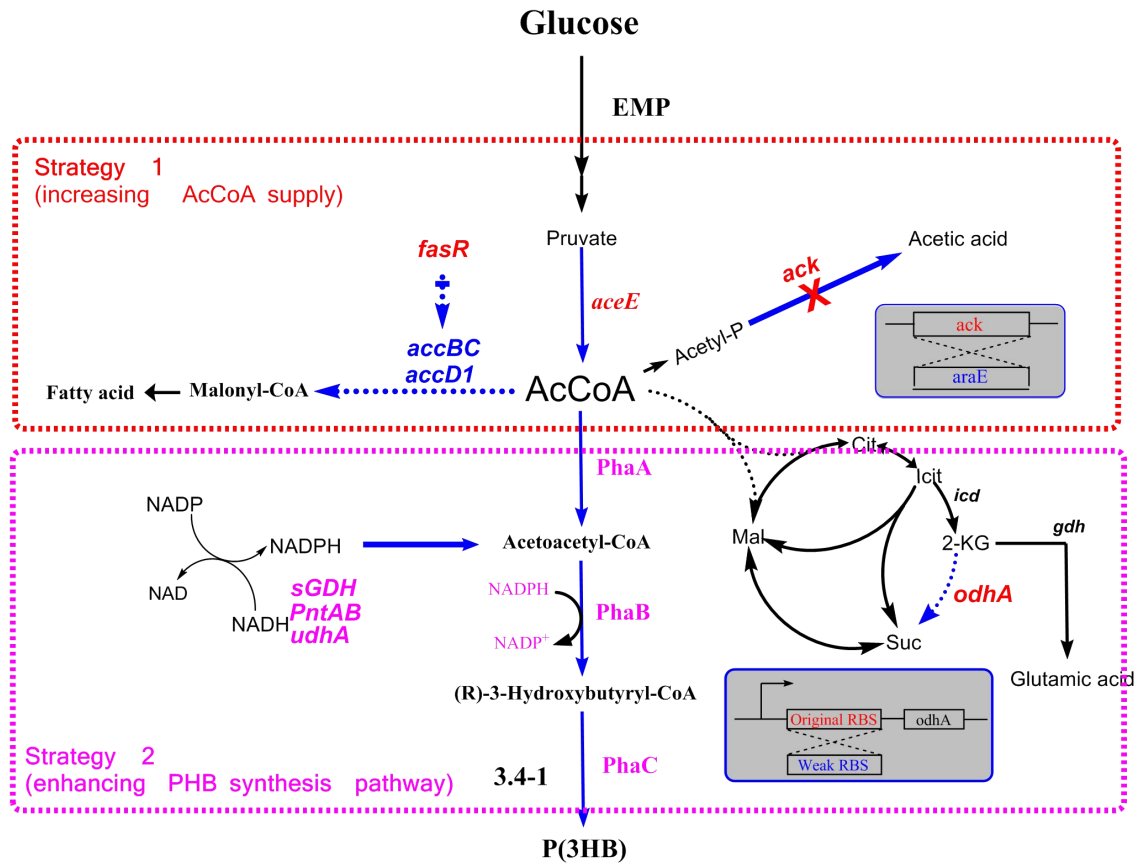 Glucose
EMP
Strategy 1
(increasing AcCoA supply)
Pruvate
Acetic acid
fasR
ack
aceE
ack
Acetyl-P
accBC
accD1
araE
Fatty acid
Malonyl-CoA
AcCoA
Cit
PhaA
Icit
icd
NADP
gdh
Mal
NADPH
Acetoacetyl-CoA
2-KG
NAD
sGDH
NADPH
odhA
PntAB
PhaB
NADH
udhA
NADP+
Suc
Glutamic acid
(R)-3-Hydroxybutyryl-CoA
Original RBS
odhA
Strategy 2
(enhancing PHB synthesis pathway)
3.4-1
PhaC
Weak RBS
P(3HB)